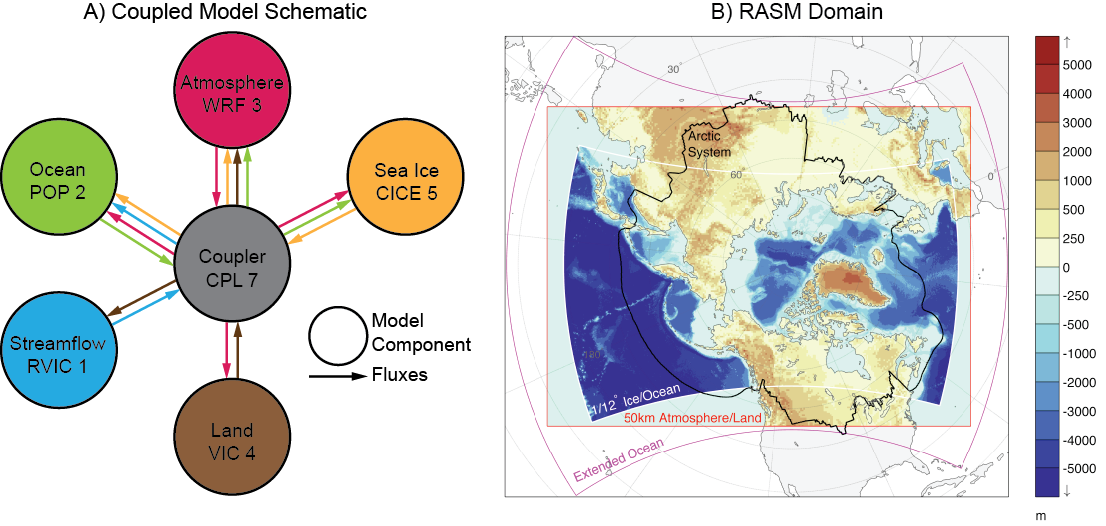 A) Coupled Model Schematic
Atmosphere
WRF 3
Ocean
POP 2
Sea Ice
CICE 5
Coupler
CPL 7
Streamflow
RVIC 1
Land
VIC 4
Model
Component
Fluxes
B) RASM Domain
30°
Arctic
System
60°
0°
180°
1/12° Ice/Ocean
50km Atmosphere/Land
Extended Ocean
↑
5000
4000
3000
2000
1000
500
250
0
-250
-500
-1000
-2000
-3000
-4000
-5000
↓
m